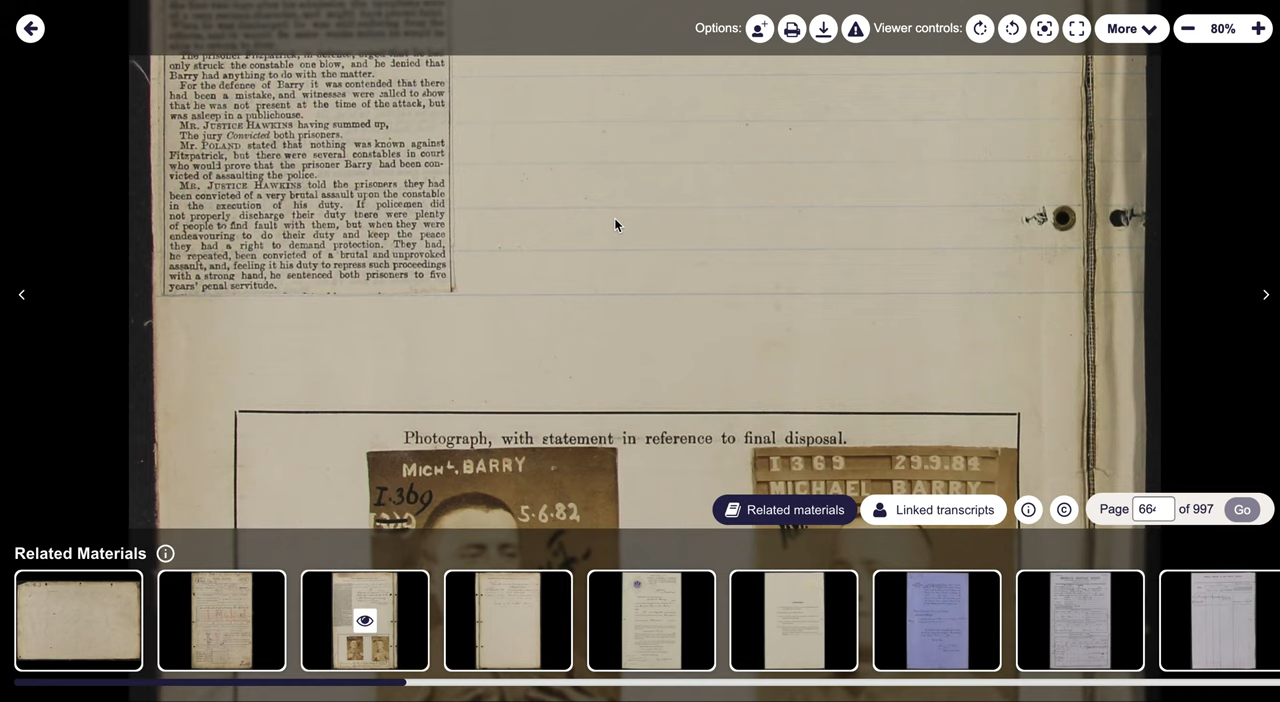 Options:
Viewer controls:
More
80%
The prisoner Fitzpatrick, in defence, urged that he had
only struck the constable one blow, and he denied that
Barry had anything to do with the matter.
For the defence of Barry it was contended that there
had been a mistake, and witnesses were called to show
that he was not present at the time of the attack, but
was asleep in a publichouse.
MR. JUSTICE HAWKINS having summed up,
The jury Convicted both prisoners.
Mr. POLAND stated that nothing was known against
Fitzpatrick, but there were several constables in court
who would prove that the prisoner Barry had been con-
victed of assaulting the police.
MR. JUSTICE HAWKINS told the prisoners they had
been convicted of a very brutal assault upon the constable
in the execution of his duty. If policemen did
not properly discharge their duty there were plenty
of people to find fault with them, but when they were
endeavouring to do their duty and keep the peace
they had a right to demand protection. They had,
he repeated, been convicted of a brutal and unprovoked
assault, and, feeling it his duty to repress such proceedings
with a strong hand, he sentenced both prisoners to five
years' penal servitude.
Photograph, with statement in reference to final disposal.
MICHL. BARRY
I.369
5.6.82
I 369 29.9.84
MICHAEL BARRY
Related materials
Linked transcripts
Page 664 of 997 Go
Related Materials